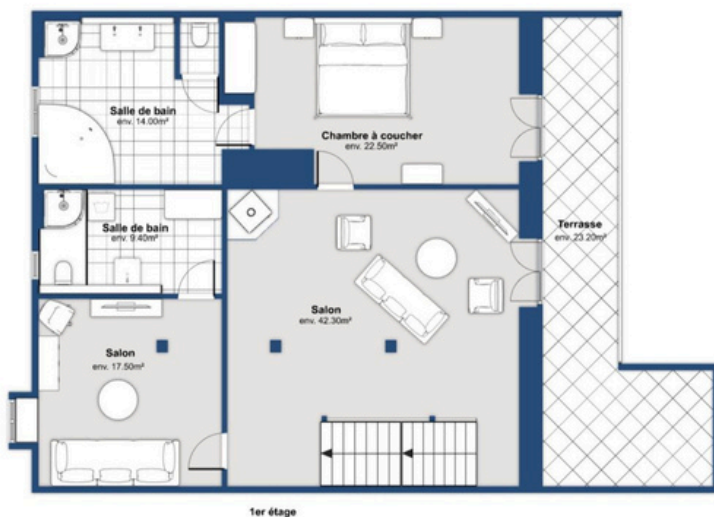 Salle de bain
env. 14.00m²
Chambre à coucher
env. 22.50m²
Salle de bain
env. 9.40m²
Terrasse
env. 23.20m²
Salon
env. 42.30m²
Salon
env. 17.50m²
1er étage